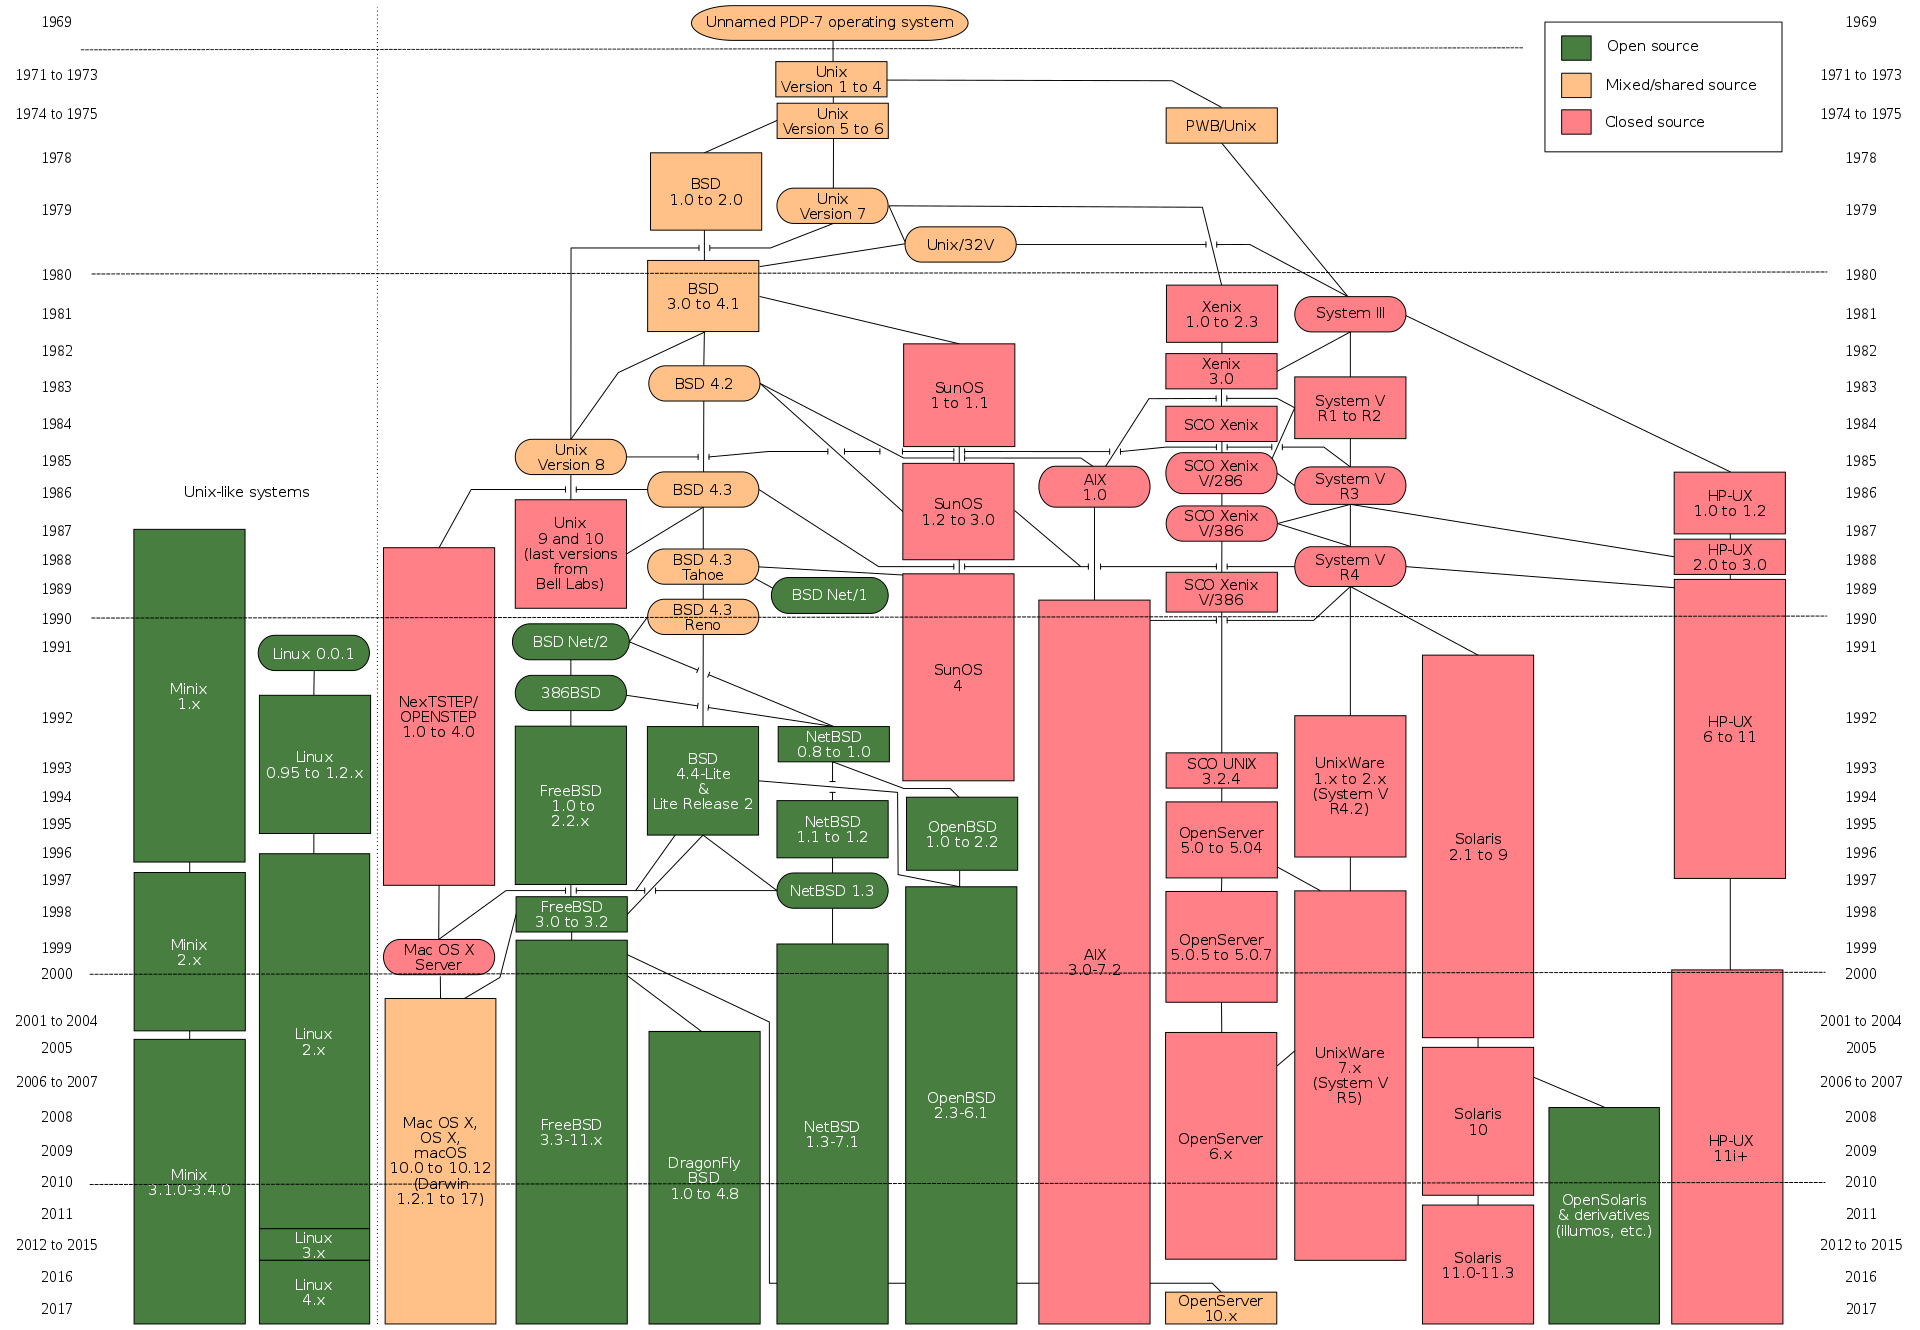 1969
Unnamed PDP-7 operating system
1969
Open source
Mixed/shared source
Closed source
1971 to 1973
Unix
Version 1 to 4
1971 to 1973
1974 to 1975
Unix
Version 5 to 6
PWB/Unix
1974 to 1975
1978
BSD
1.0 to 2.0
1978
1979
Unix
Version 7
1979
Unix/32V
1980
1980
BSD
3.0 to 4.1
Xenix
1.0 to 2.3
System III
1981
1981
1982
1982
Xenix
3.0
1983
BSD 4.2
SunOS
1 to 1.1
System V
R1 to R2
1983
1984
SCO Xenix
1984
Unix
Version 8
1985
1985
SCO Xenix
V/286
AIX
1.0
System V
R3
BSD 4.3
1986
Unix-like systems
1986
HP-UX
1.0 to 1.2
SunOS
1.2 to 3.0
SCO Xenix
V/386
Unix
9 and 10
(last versions
from
Bell Labs)
1987
1987
HP-UX
2.0 to 3.0
BSD 4.3
Tahoe
System V
R4
1988
1988
1989
BSD Net/1
SCO Xenix
V/386
1989
BSD 4.3
Reno
1990
1990
BSD Net/2
1991
Linux 0.0.1
1991
SunOS
4
Minix
1.x
386BSD
NexTSTEP/
OPENSTEP
1.0 to 4.0
1992
1992
HP-UX
6 to 11
NetBSD
0.8 to 1.0
Linux
0.95 to 1.2.x
BSD
4.4-Lite
&
Lite Release 2
1993
SCO UNIX
3.2.4
UnixWare
1.x to 2.x
(System V
R4.2)
1993
FreeBSD
1.0 to
2.2.x
1994
1994
1995
NetBSD
1.1 to 1.2
OpenBSD
1.0 to 2.2
OpenServer
5.0 to 5.04
Solaris
2.1 to 9
1995
1996
1996
1997
NetBSD 1.3
1997
1998
FreeBSD
3.0 to 3.2
1998
1999
Minix
2.x
Mac OS X
Server
AIX
3.0-7.2
OpenServer
5.0.5 to 5.0.7
1999
2000
2000
2001 to 2004
Linux
2.x
2001 to 2004
2005
2005
2006 to 2007
UnixWare
7.x
(System V
R5)
2006 to 2007
2008
Mac OS X,
OS X,
macOS
10.0 to 10.12
(Darwin
1.2.1 to 17)
FreeBSD
3.3-11.x
NetBSD
1.3-7.1
OpenBSD
2.3-6.1
OpenServer
6.x
Solaris
10
HP-UX
11i+
2008
2009
2009
Minix
3.1.0-3.4.0
DragonFly
BSD
1.0 to 4.8
2010
2010
2011
OpenSolaris
& derivatives
(illumos, etc.)
2011
2012 to 2015
Linux
3.x
2012 to 2015
Solaris
11.0-11.3
2016
Linux
4.x
2016
2017
OpenServer
10.x
2017